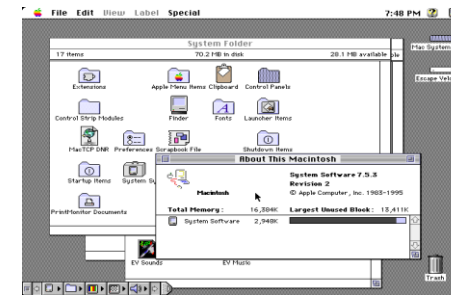 File Edit View Label Special 7:48 PM
System Folder
17 items 70.2 MB in disk 28.1 MB available
Mac System
Extensions Apple Menu Items Clipboard Control Panels
Escape Velo
Control Strip Modules Finder Fonts Launcher Items
MacTCP DNR Preferences Scrapbook File Shutdown Items
About This Macintosh
Startup Items System
System Software 7.5.3
Revision 2
Macintosh © Apple Computer, Inc. 1983-1995
PrintMonitor Documents
Total Memory: 16,384K Largest Unused Block: 13,411K
System Software 2,948K
EV Sounds EV Music
Trash